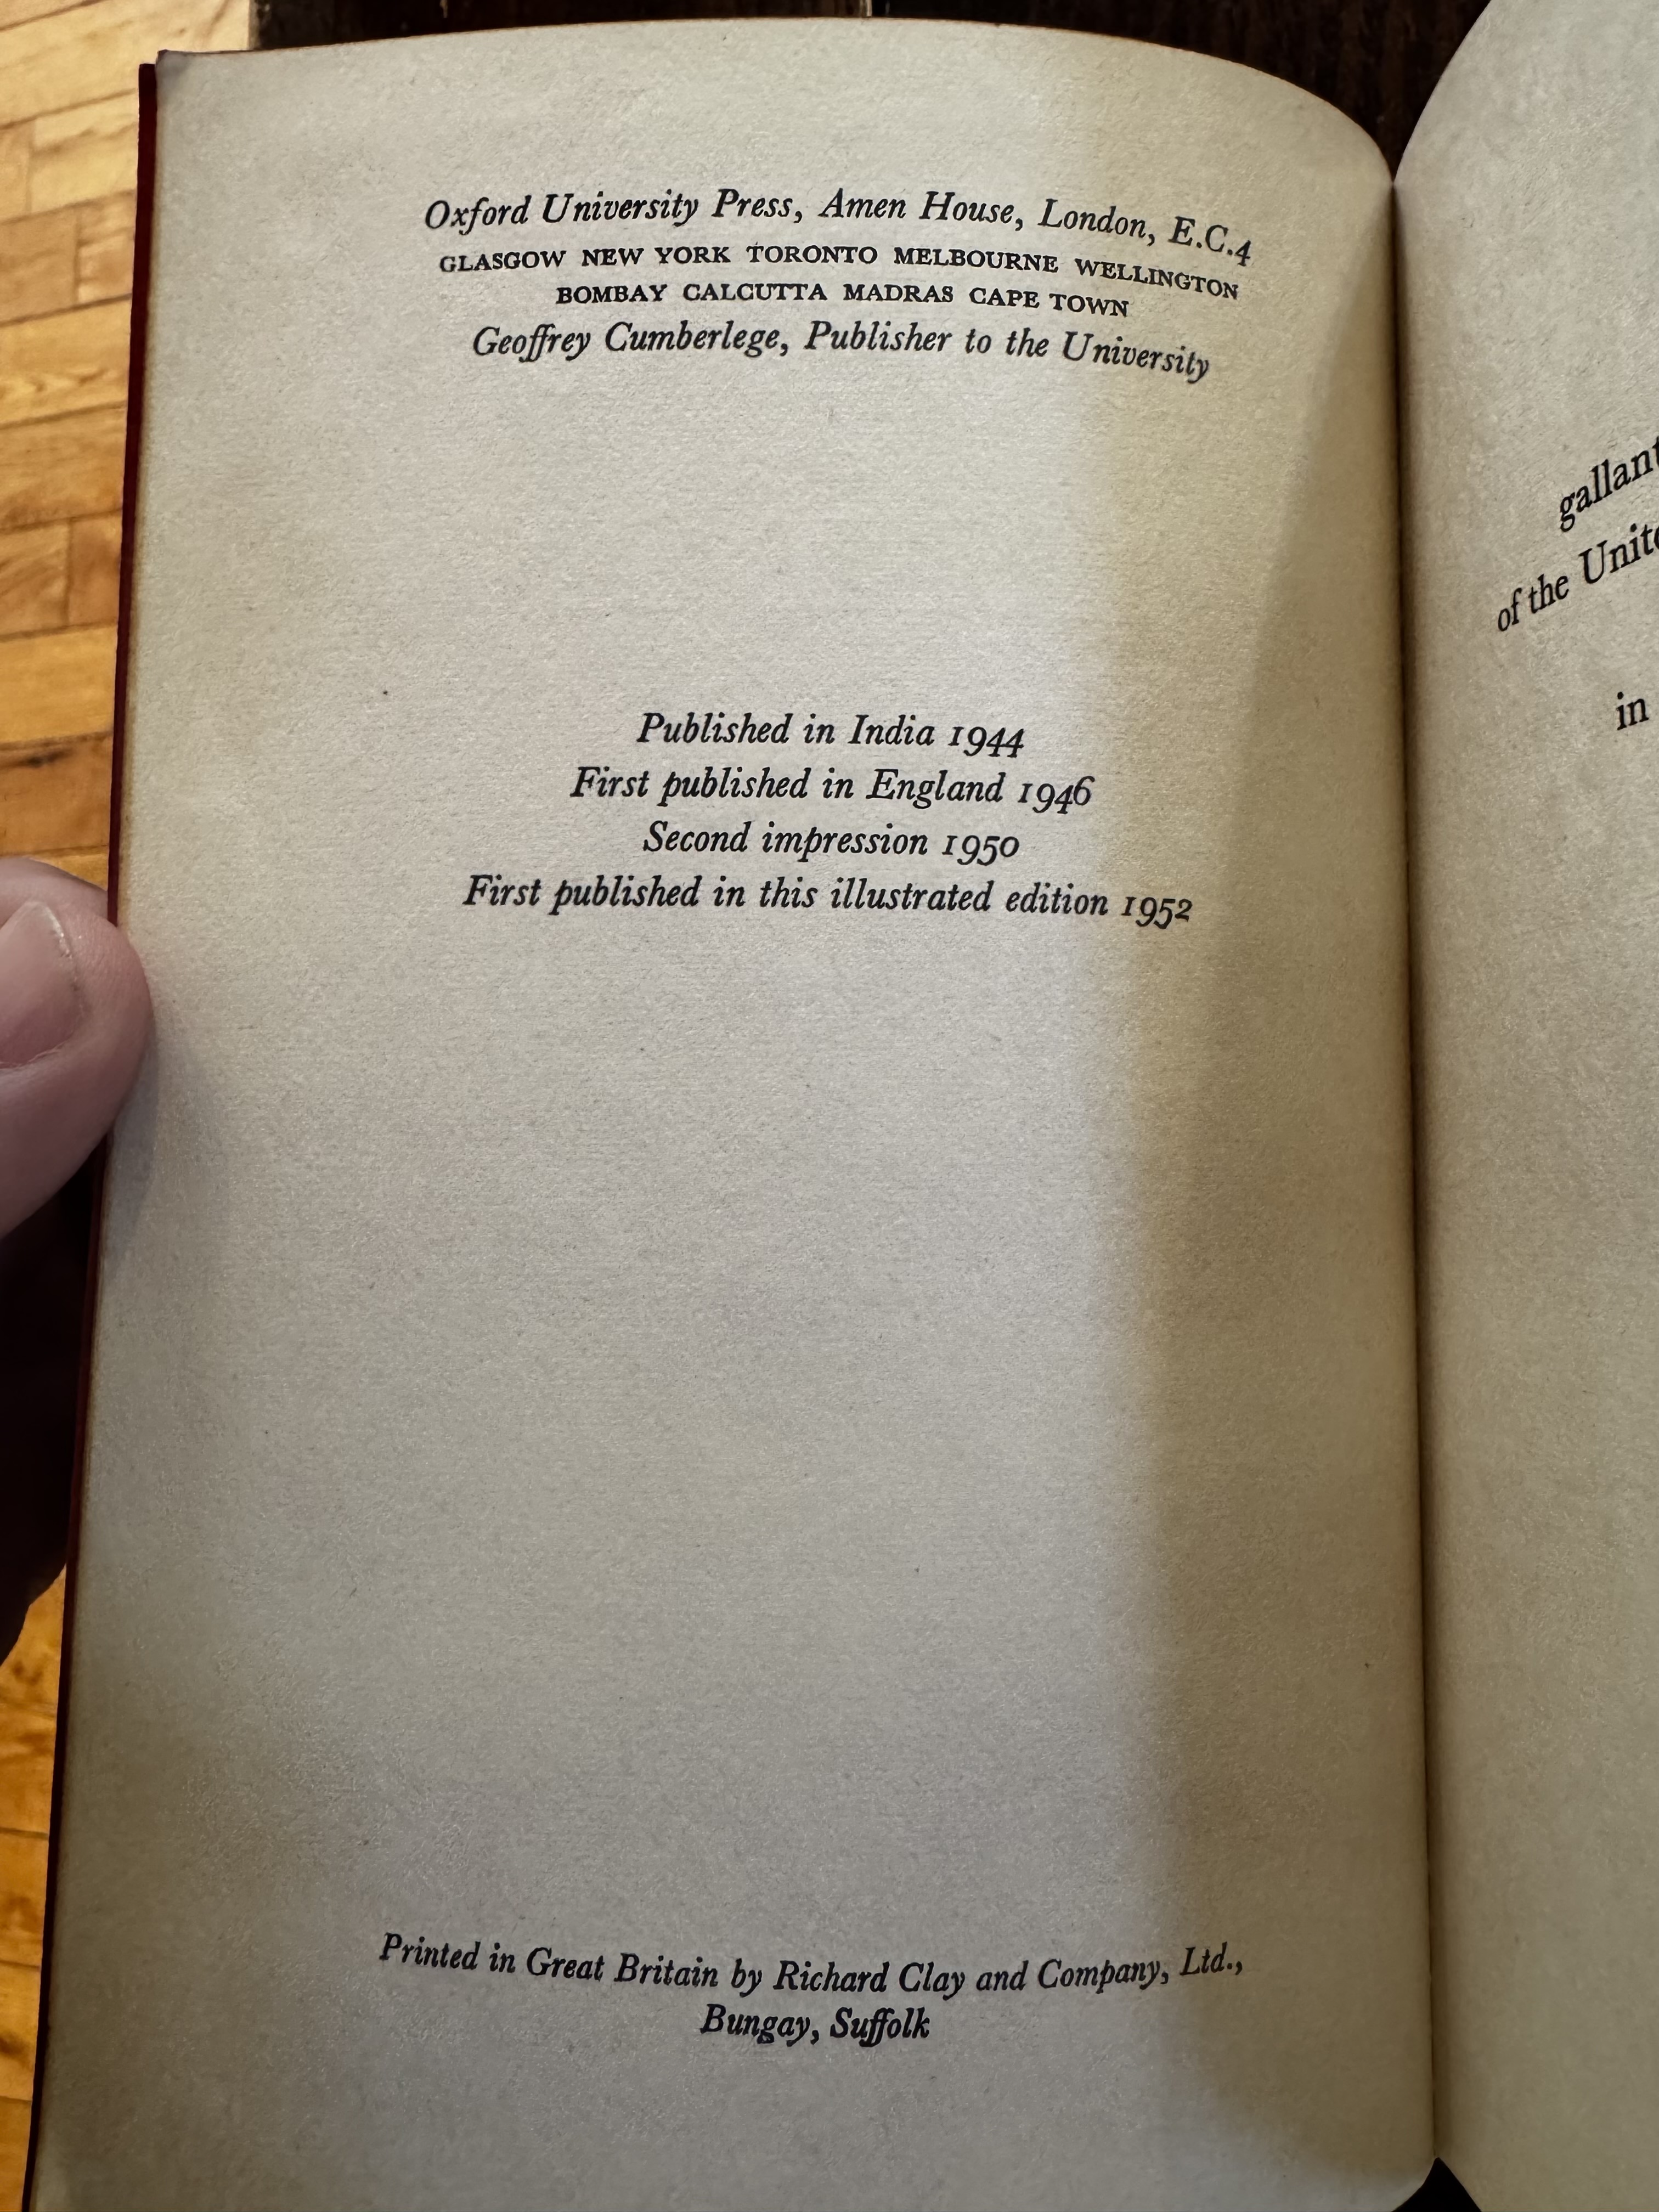 Oxford University Press, Amen House, London, E.C.4
GLASGOW NEW YORK TORONTO MELBOURNE WELLINGTON
BOMBAY CALCUTTA MADRAS CAPE TOWN
Geoffrey Cumberlege, Publisher to the University
Published in India 1944
First published in England 1946
Second impression 1950
First published in this illustrated edition 1952
Printed in Great Britain by Richard Clay and Company, Ltd.,
Bungay, Suffolk
gallant
of the
in